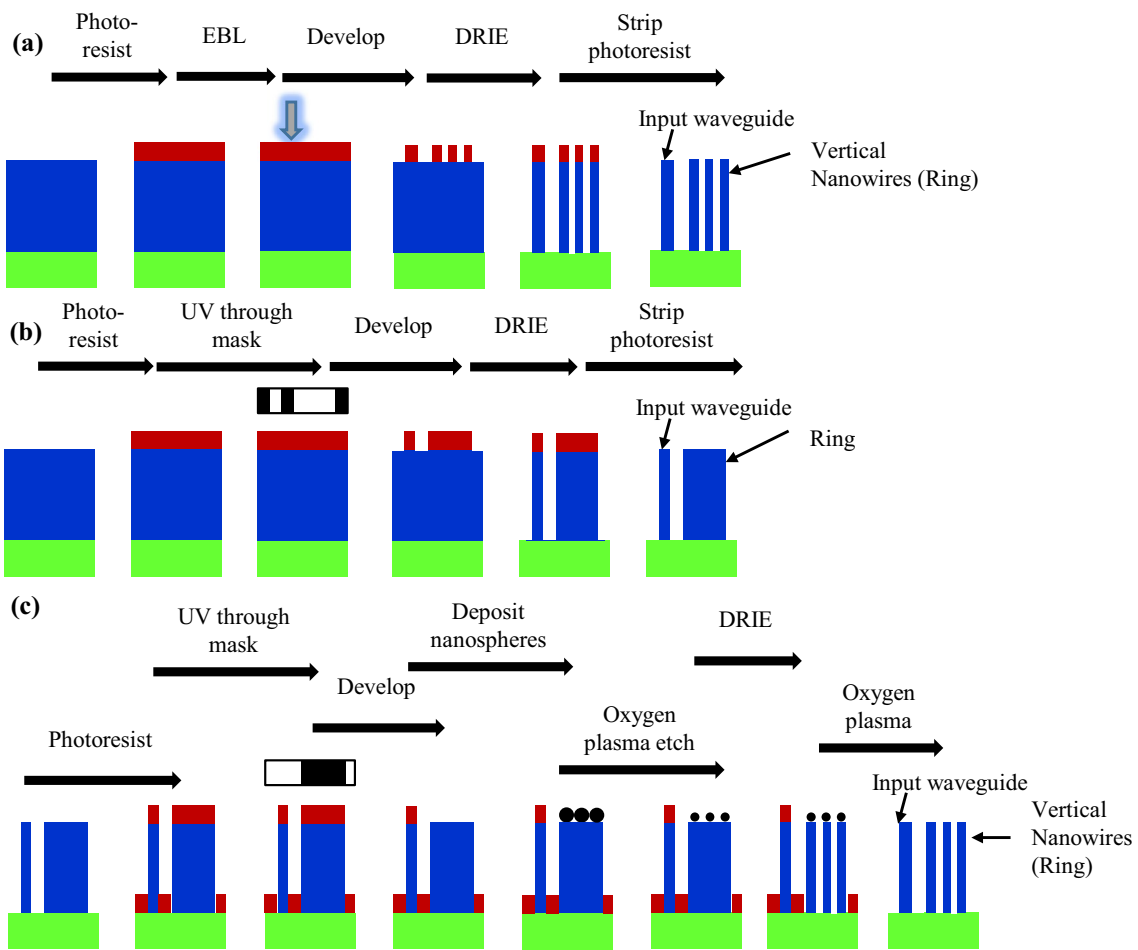 (a)
Photo-
resist
EBL
Develop
DRIE
Strip
photoresist
Input waveguide
Vertical
Nanowires (Ring)
(b)
Photo-
resist
UV through
mask
Develop
DRIE
Strip
photoresist
Input waveguide
Ring
(c)
UV through
mask
Deposit
nanospheres
DRIE
Develop
Photoresist
Oxygen
plasma etch
Oxygen
plasma
Input waveguide
Vertical
Nanowires
(Ring)